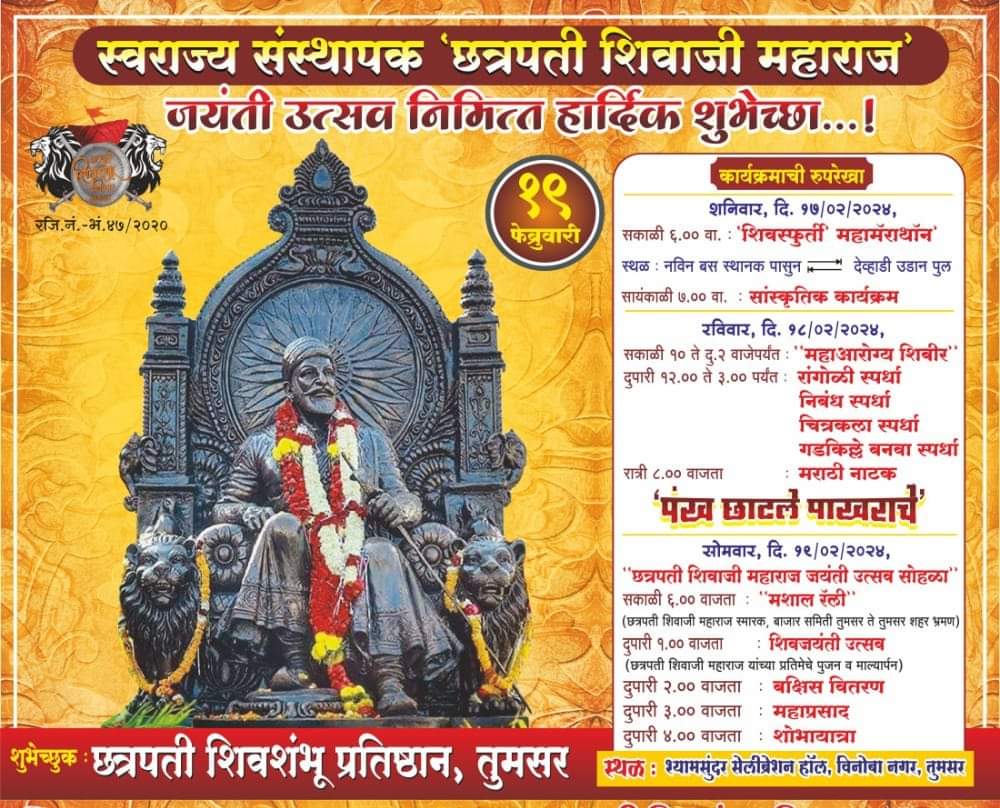 स्वराज्य संस्थापक 'छत्रपती शिवाजी महाराज'
जयंती उत्सव निमित्त हार्दिक शुभेच्छा...!
रजि.नं.-भं.४७/२०२०
१९
फेब्रुवारी
कार्यक्रमाची रुपरेखा
शनिवार, दि. १७/०२/२०२४,
सकाळी ६.०० वा. : 'शिवस्फुर्ती' महामॅराथॉन'
स्थळ : नविन बस स्थानक पासुन देव्हाडी उडान पुल
सायंकाळी ७.०० वा. : सांस्कृतिक कार्यक्रम
रविवार, दि. १८/०२/२०२४,
सकाळी १० ते दु.२ वाजेपर्यंत : "महाआरोग्य शिबीर"
दुपारी १२.०० ते ३.०० पर्यंत : रांगोळी स्पर्धा
निबंध स्पर्धा
चित्रकला स्पर्धा
गडकिल्ले बनवा स्पर्धा
रात्री ८.०० वाजता : मराठी नाटक
'पंख छाटले पाखराचे'
सोमवार, दि. १९/०२/२०२४,
"छत्रपती शिवाजी महाराज जयंती उत्सव सोहळा"
सकाळी ६.०० वाजता : "मशाल रॅली"
(छत्रपती शिवाजी महाराज स्मारक, बाजार समिती तुमसर ते तुमसर शहर भ्रमण)
दुपारी १.०० वाजता : शिवजयंती उत्सव
(छत्रपती शिवाजी महाराज यांच्या प्रतिमेचे पुजन व माल्यार्पन)
दुपारी २.०० वाजता : बक्षिस वितरण
दुपारी ३.०० वाजता : महाप्रसाद
दुपारी ४.०० वाजता : शोभायात्रा
शुभेच्छुक : छत्रपती शिवशंभू प्रतिष्ठान, तुमसर
स्थळ : श्यामसुंदर सेलीब्रेशन हॉल, विनोबा नगर, तुमसर